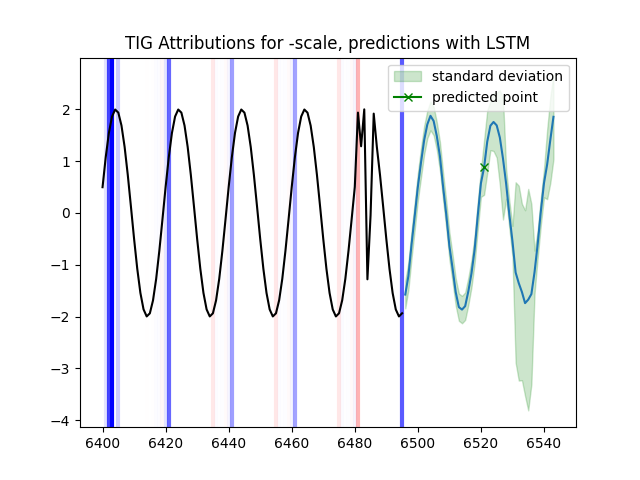 TIG Attributions for -scale, predictions with LSTM
standard deviation
predicted point
2
1
0
−1
−2
−3
−4
6400 6420 6440 6460 6480 6500 6520 6540